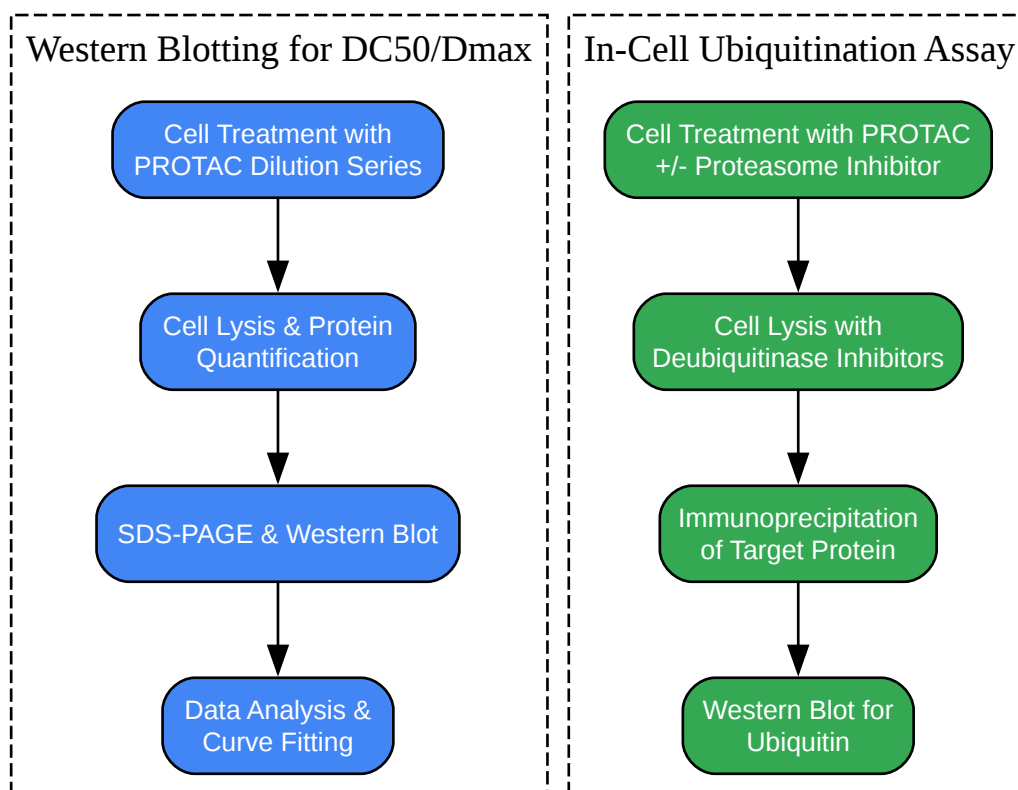 Western Blotting for DC50/Dmax
Cell Treatment with
PROTAC Dilution Series
Cell Lysis & Protein
Quantification
SDS-PAGE & Western Blot
Data Analysis &
Curve Fitting
In-Cell Ubiquitination Assay
Cell Treatment with PROTAC
+/- Proteasome Inhibitor
Cell Lysis with
Deubiquitinase Inhibitors
Immunoprecipitation
of Target Protein
Western Blot for
Ubiquitin